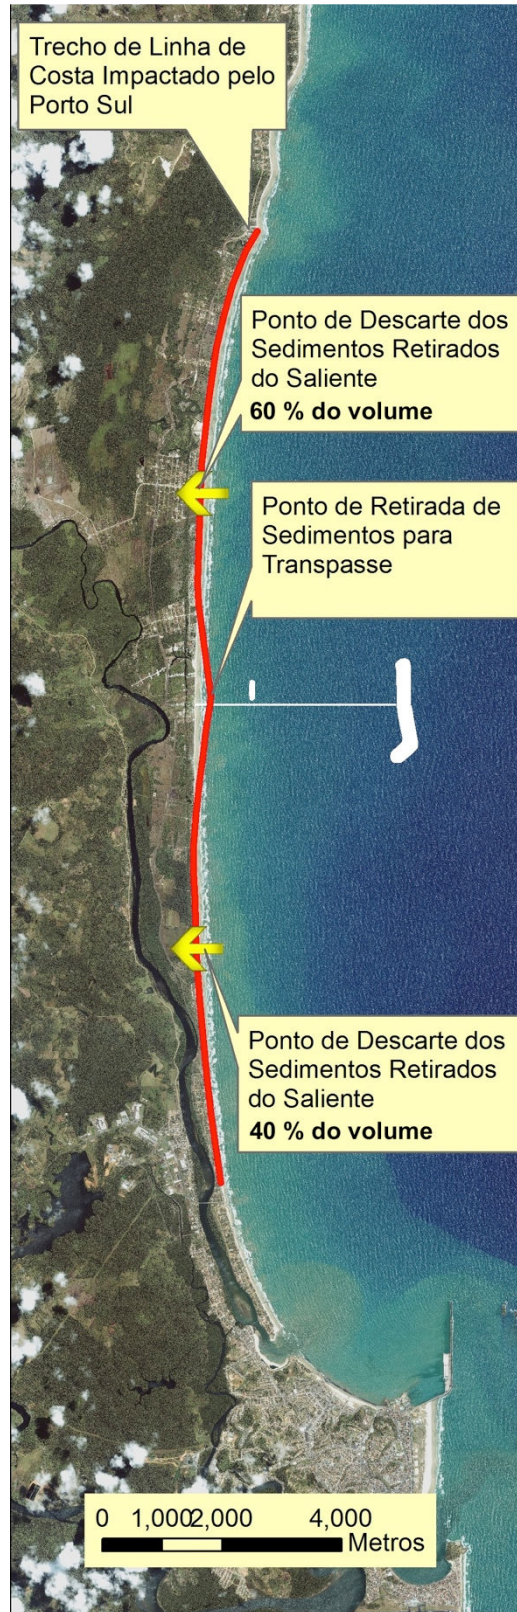 Trecho de Linha de
Costa Impactado pelo
Porto Sul
Ponto de Descarte dos
Sedimentos Retirados
do Saliente
60 % do volume
Ponto de Retirada de
Sedimentos para
Transpasse
Ponto de Descarte dos
Sedimentos Retirados
do Saliente
40 % do volume
0 1,000 2,000 4,000
Metros